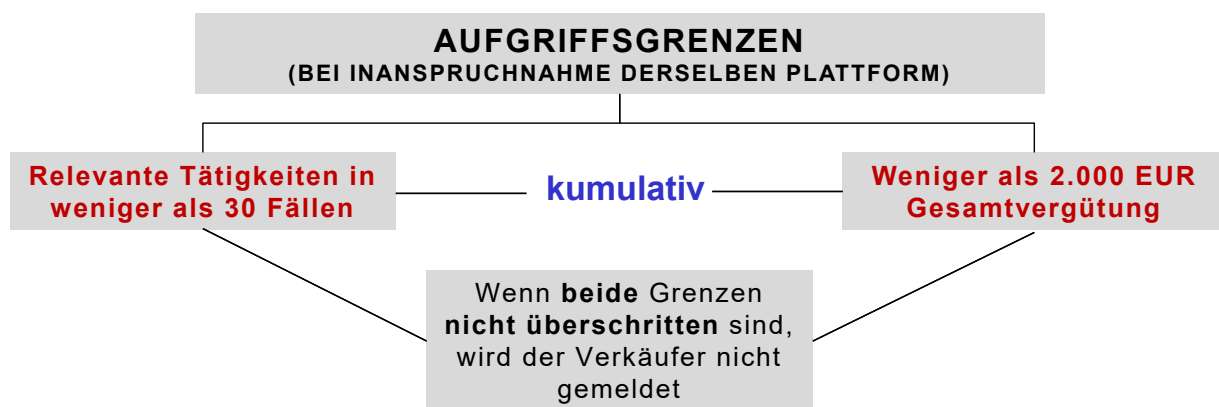 AUFGRIFFSGRENZEN
(BEI INANSPRUCHNAHME DERSELBEN PLATTFORM)
Relevante Tätigkeiten in
weniger als 30 Fällen
kumulativ
Weniger als 2.000 EUR
Gesamtvergütung
Wenn beide Grenzen
nicht überschritten sind,
wird der Verkäufer nicht
gemeldet